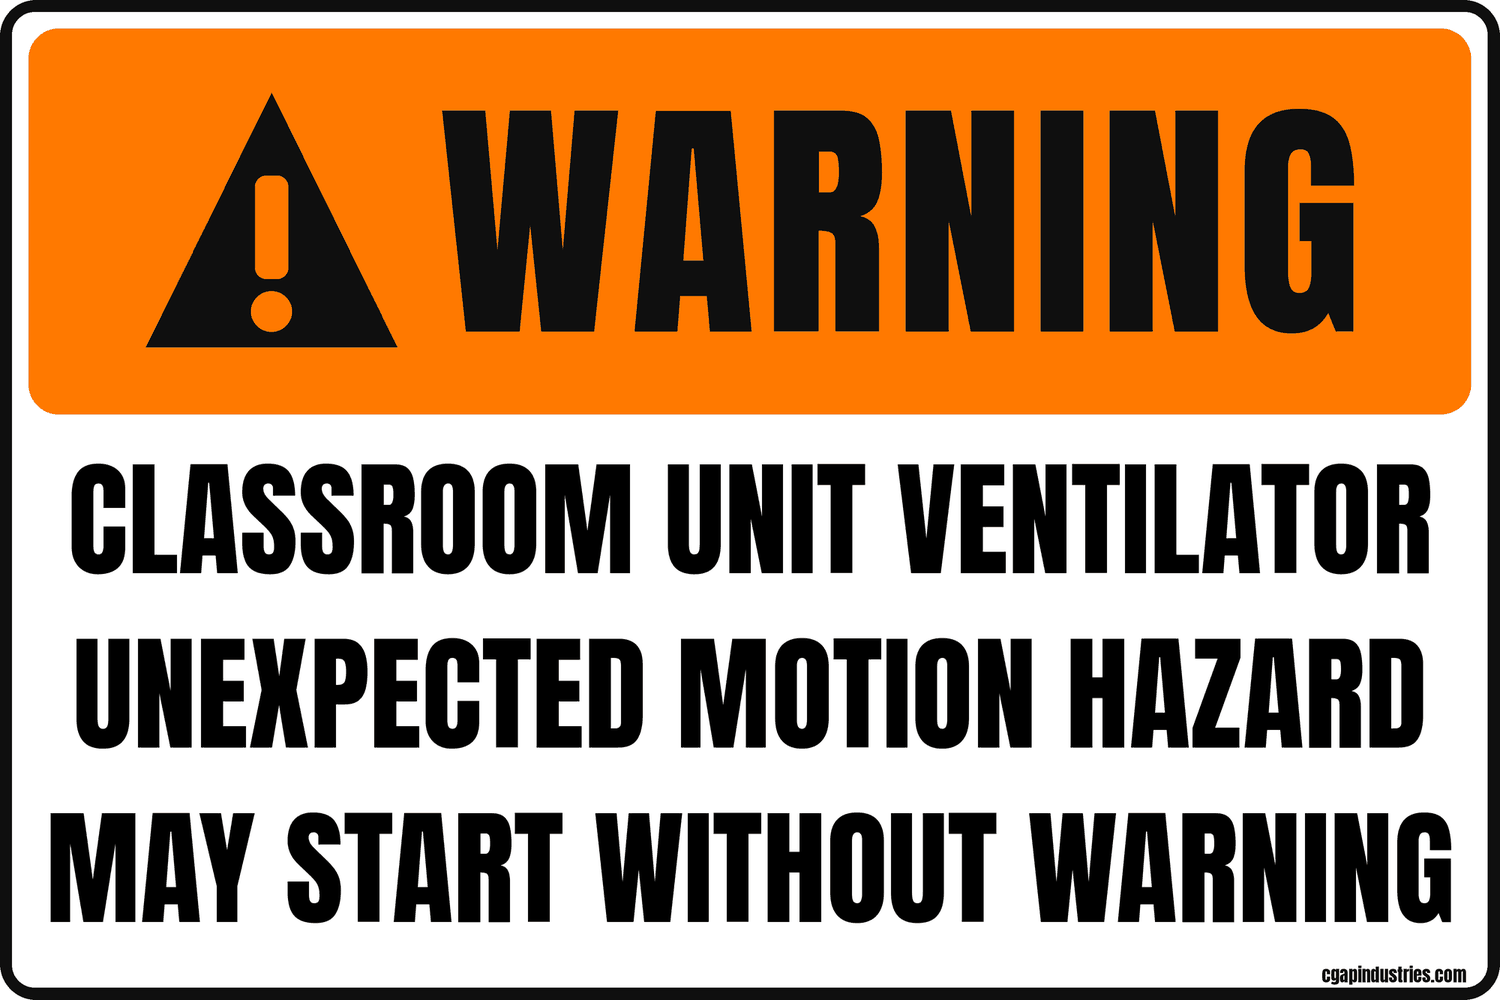 WARNING
CLASSROOM UNIT VENTILATOR
UNEXPECTED MOTION HAZARD
MAY START WITHOUT WARNING
cgapindustries.com